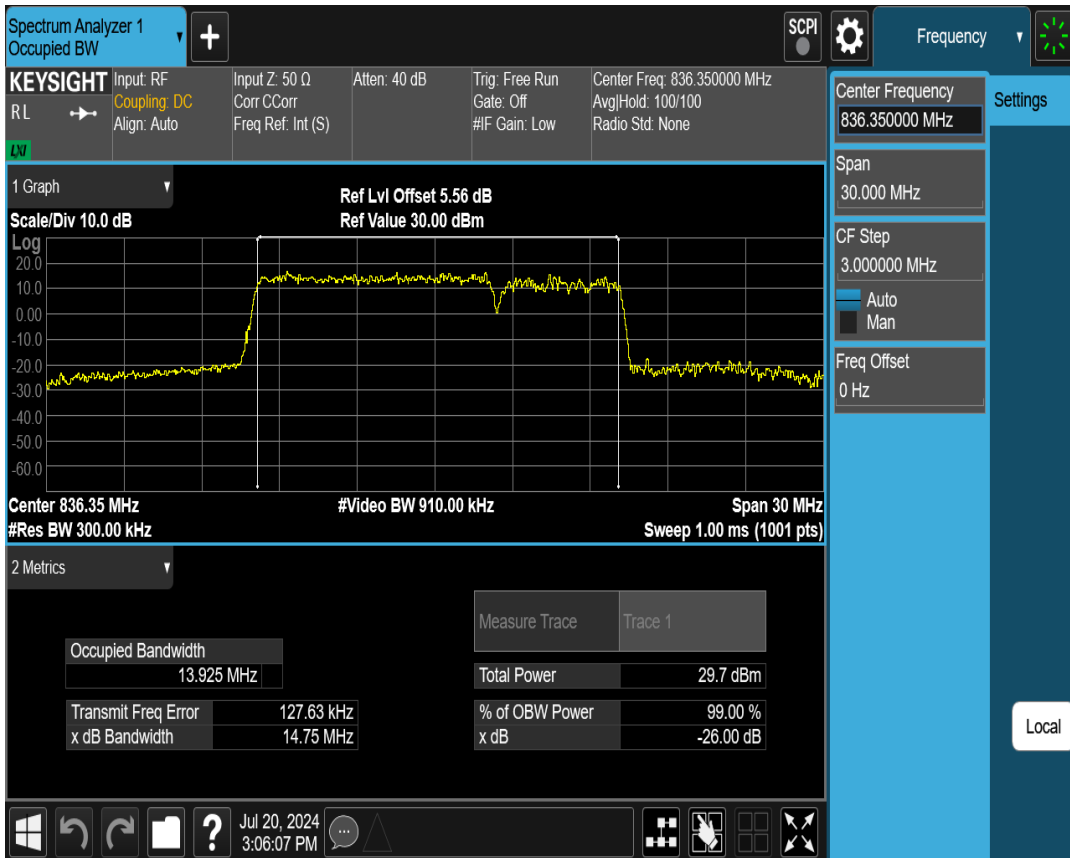 Spectrum Analyzer 1
Occupied BW
+
SCPI
Frequency
KEYSIGHT
RL
LXI
Input: RF
Coupling: DC
Align: Auto
Input Z: 50 Ω
Corr CCorr
Freq Ref: Int (S)
Atten: 40 dB
Trig: Free Run
Gate: Off
#IF Gain: Low
Center Freq: 836.350000 MHz
Avg|Hold: 100/100
Radio Std: None
Center Frequency
836.350000 MHz
Settings
Span
30.000 MHz
CF Step
3.000000 MHz
Auto
Man
Freq Offset
0 Hz
Local
1 Graph
Ref Lvl Offset 5.56 dB
Scale/Div 10.0 dB
Ref Value 30.00 dBm
Log
20.0
10.0
0.00
-10.0
-20.0
-30.0
-40.0
-50.0
-60.0
Center 836.35 MHz
#Video BW 910.00 kHz
Span 30 MHz
#Res BW 300.00 kHz
Sweep 1.00 ms (1001 pts)
2 Metrics
Measure Trace
Trace 1
Occupied Bandwidth
13.925 MHz
Total Power
29.7 dBm
Transmit Freq Error
127.63 kHz
% of OBW Power
99.00 %
x dB Bandwidth
14.75 MHz
x dB
-26.00 dB
?
Jul 20, 2024
3:06:07 PM